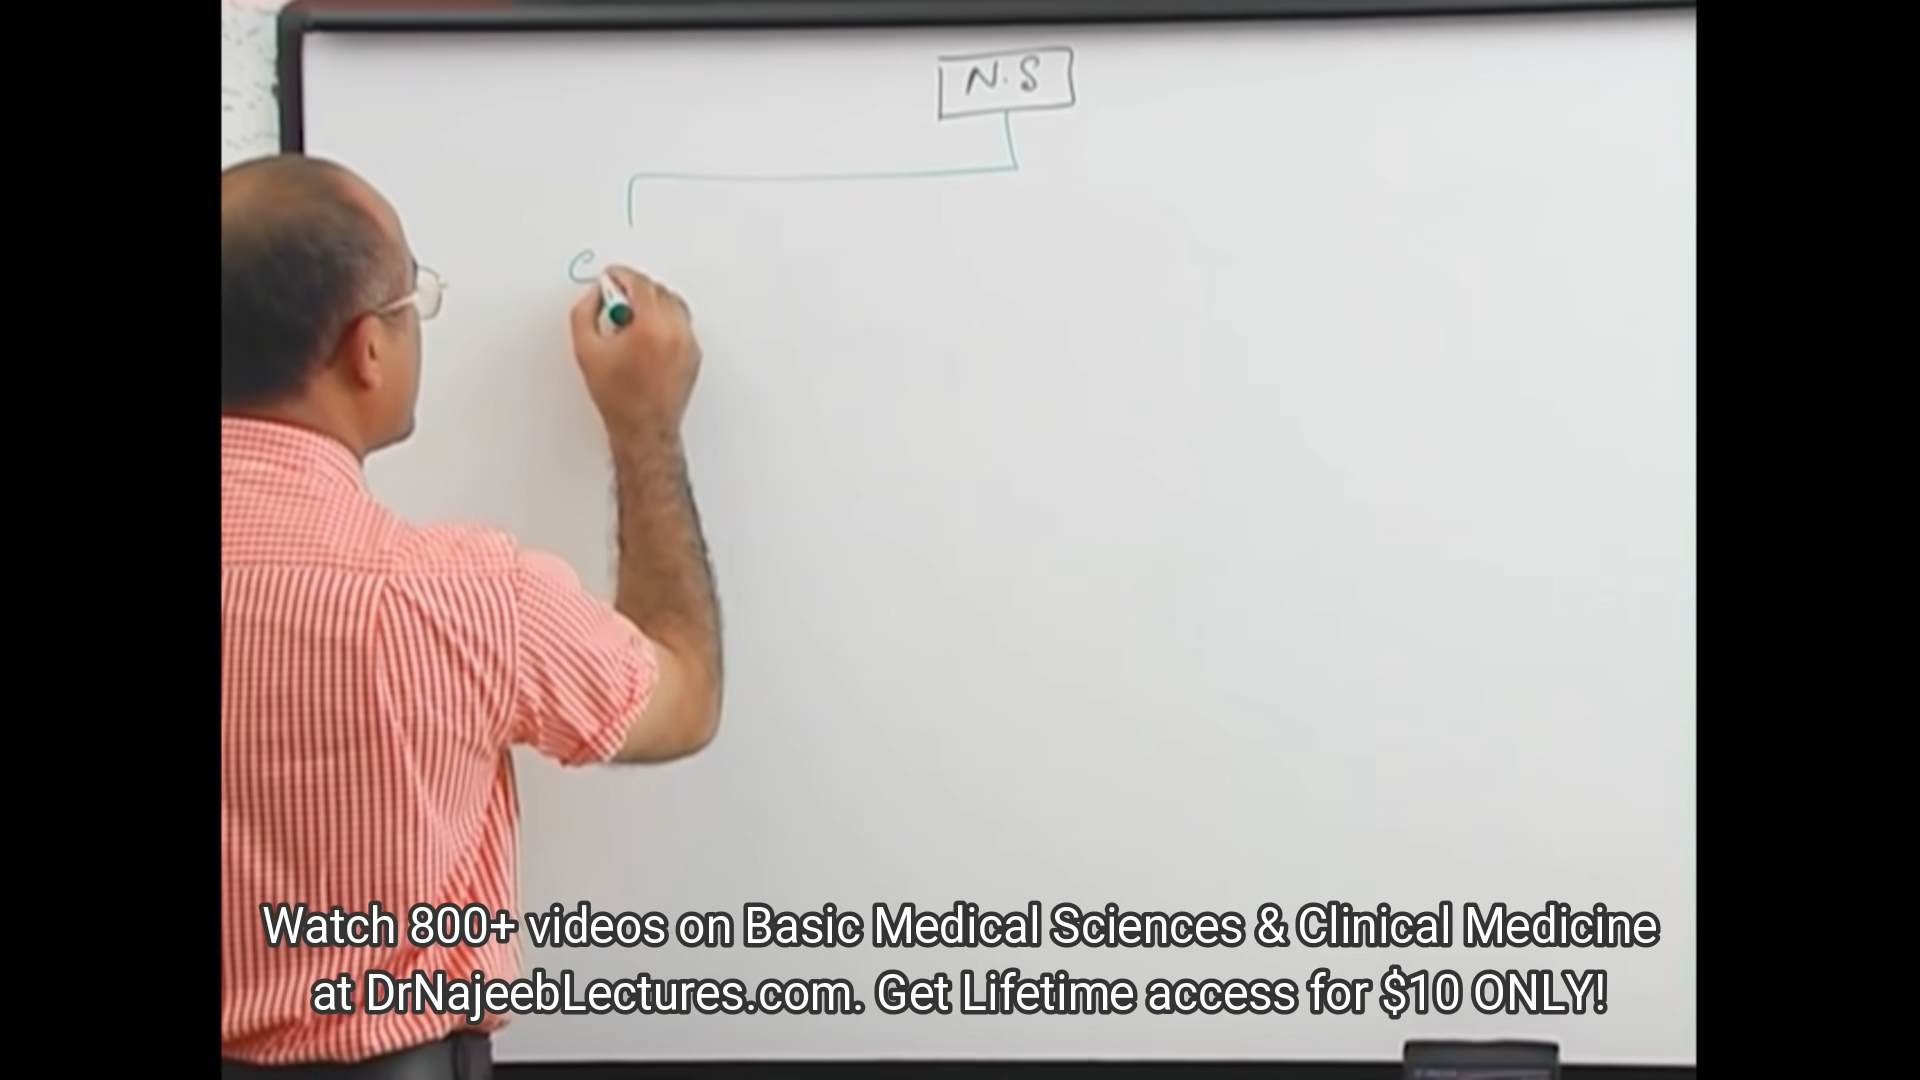 N.S
C
Watch 800+ videos on Basic Medical Sciences & Clinical Medicine
at DrNajeebLectures.com. Get Lifetime access for $10 ONLY!